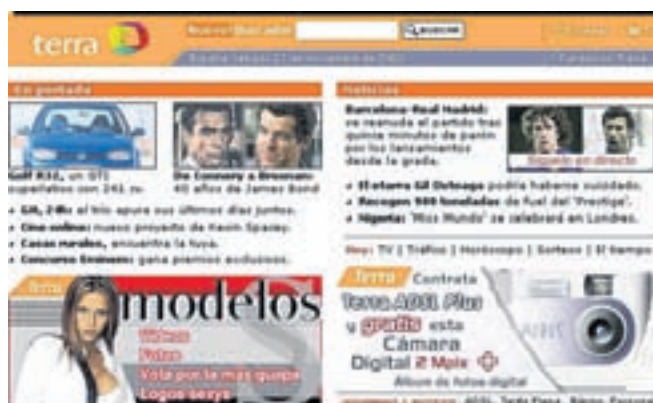 terra
Nuevo Buscador
BUSCAR
En portada
Noticias
Golf R32, un GTI
superlativo con 241 cv.
De Connery a Brosnan:
40 años de James Bond
Barcelona-Real Madrid:
se reanuda el partido tras
quince minutos de parón
por los lanzamientos
desde la grada.
Síguelo en directo
GH, 24h: el trío apura sus últimos días juntos.
Cine online: nuevo proyecto de Kevin Spacey.
Casas rurales, encuentra la tuya.
Concurso Eminem: gana premios exclusivos.
El etarra Gil Ostoaga podría haberse suicidado.
Recogen 900 toneladas de fuel del 'Prestige'.
Nigeria: 'Miss Mundo' se celebrará en Londres.
Hoy: TV | Tráfico | Horóscopo | Sorteos | El tiempo
Terra
modelos
Vídeos
Fotos
Vota por la más guapa
Logos sexys
Terra Contrata
Terra ADSL Plus
y gratis esta
Cámara
Digital 2 Mpix
Álbum de fotos digital